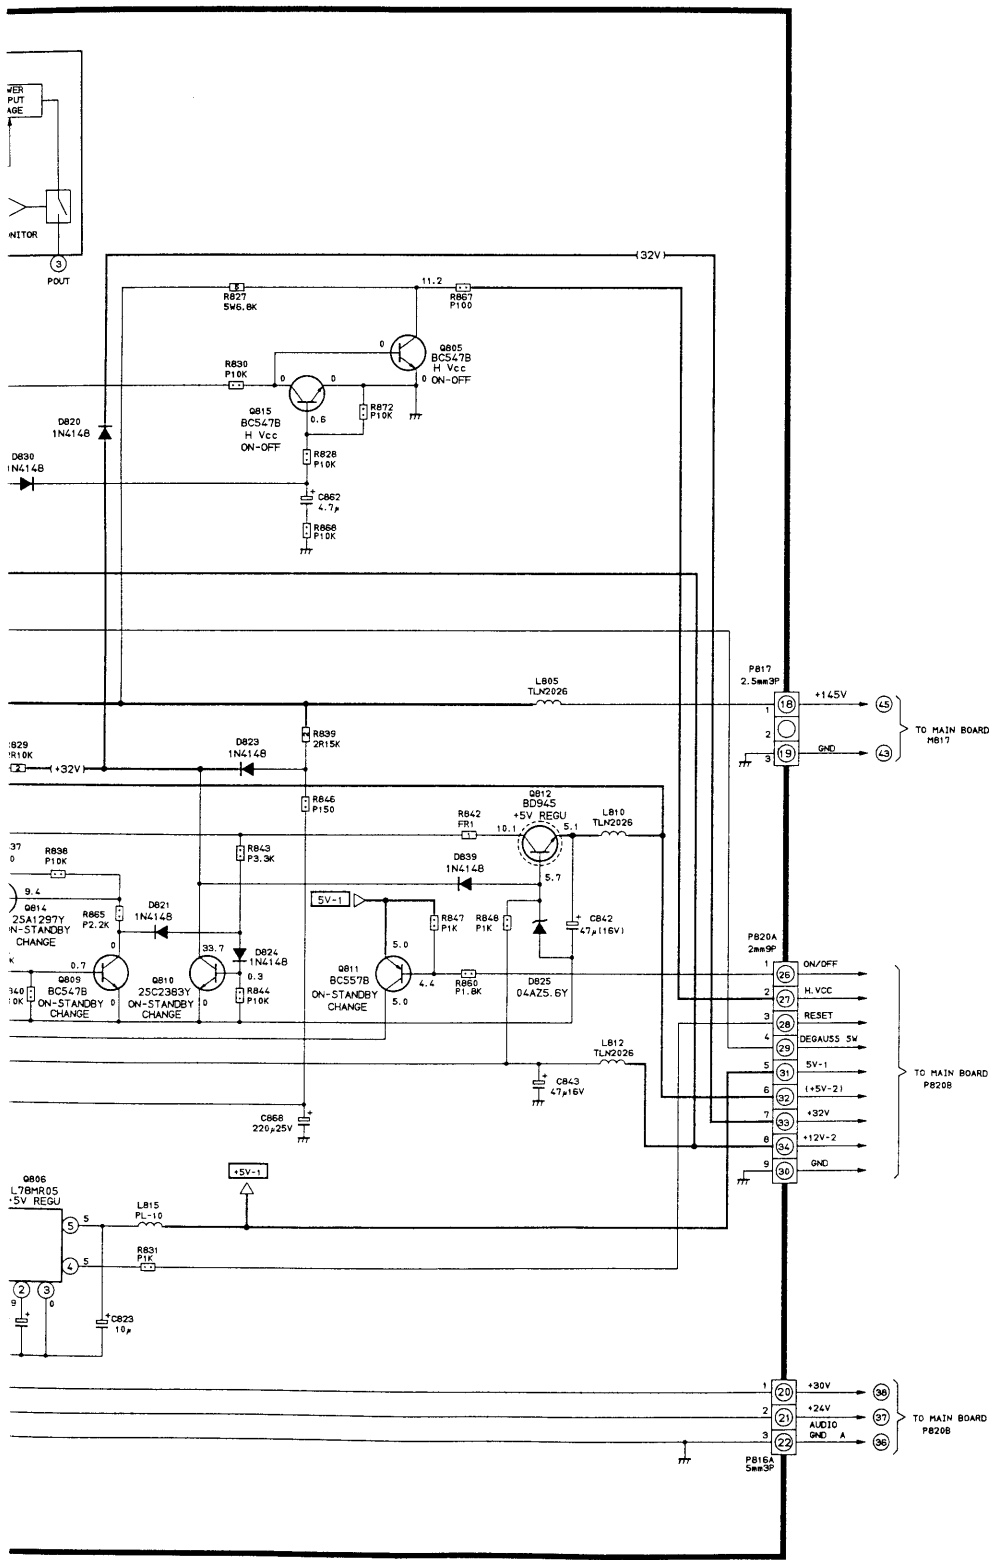 WER
PUT
AGE
NITOR
3
POUT
(32V)
11.2
R827
5W6.8K
R867
P100
0
Q805
BC547B
H Vcc
ON-OFF
0
R830
P10K
0
0
Q815
BC547B
H Vcc
ON-OFF
0.6
R872
P10K
D820
1N4148
R828
P10K
D830
1N4148
+
C862
4.7μ
R868
P10K
P817
2.5mm3P
L805
TLN2026
1
18
+145V
45
2
TO MAIN BOARD
M817
3
19
GND
43
R839
2R15K
R829
2R10K
2
(+32V)
D823
1N4148
R846
P150
Q812
BD945
+5V REGU
R842
FR1
1
10.1
5.1
L810
TLN2026
37
0
R838
P10K
R843
P3.3K
D839
1N4148
5.7
9.4
Q814
2SA1297Y
N-STANDBY
CHANGE
R865
P2.2K
D821
1N4148
5V-1
R847
P1K
R848
P1K
+
C842
47μ(16V)
0
33.7
D824
1N4148
5.0
P820A
2mm9P
K
0.7
0.3
Q811
BC557B
ON-STANDBY
CHANGE
4.4
R860
P1.8K
D825
04AZ5.6Y
1
26
ON/OFF
840
10K
Q809
BC547B
ON-STANDBY
CHANGE
0
Q810
2SC2383Y
ON-STANDBY
CHANGE
0
R844
P10K
5.0
2
27
H.VCC
3
28
RESET
4
29
DEGAUSS SW
L812
TLN2026
5
31
5V-1
TO MAIN BOARD
P820B
+
C843
47μ16V
6
32
(+5V-2)
C868
220μ25V
+
7
33
+32V
8
34
+12V-2
9
30
GND
+5V-1
Q806
L78MR05
+5V REGU
5
5
L815
PL-10
4
5
R831
P1K
2
3
9
0
+
+
C823
10μ
1
20
+30V
38
2
21
+24V
37
TO MAIN BOARD
P820B
3
22
AUDIO
GND A
36
P816A
5mm3P